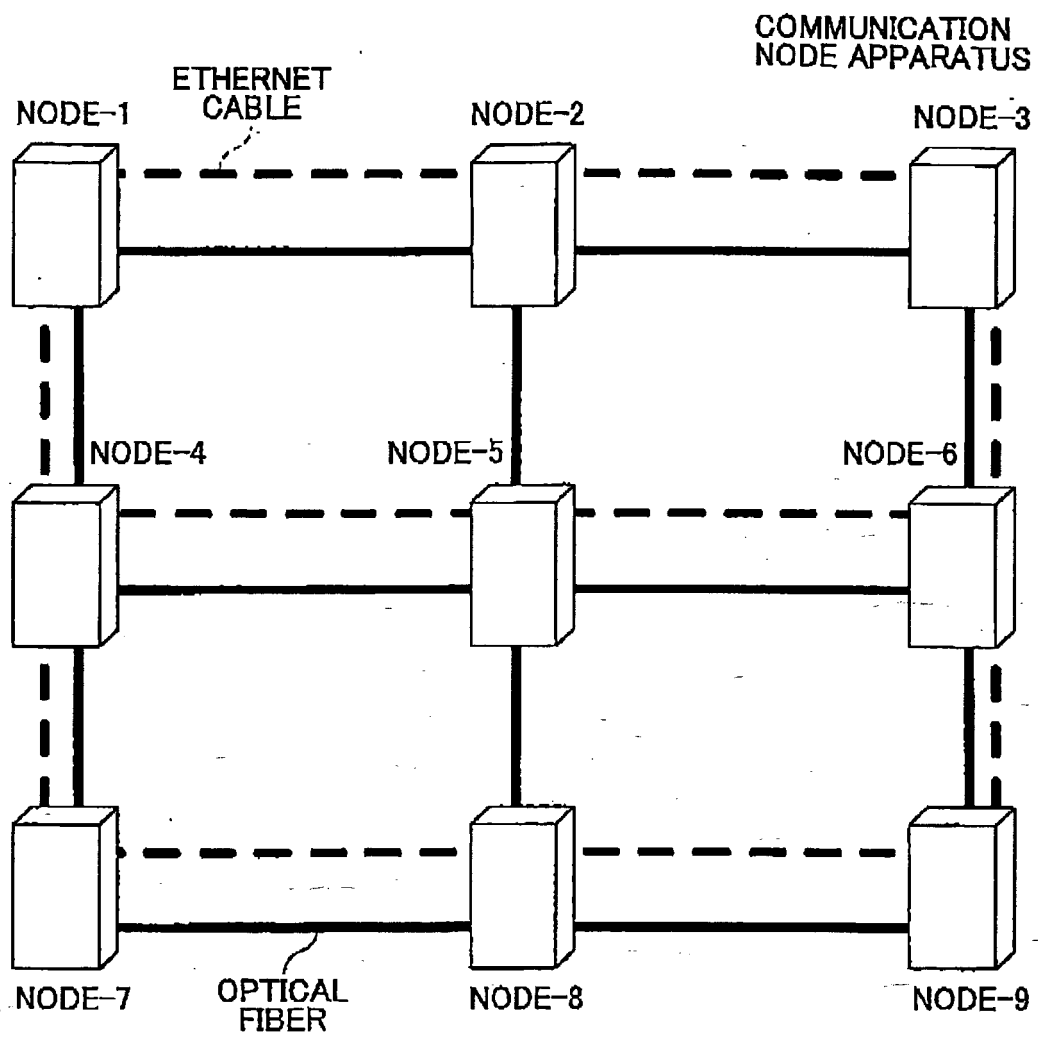 COMMUNICATION
NODE APPARATUS
ETHERNET
CABLE
NODE-1
NODE-2
NODE-3
NODE-4
NODE-5
NODE-6
NODE-7
OPTICAL
FIBER
NODE-8
NODE-9